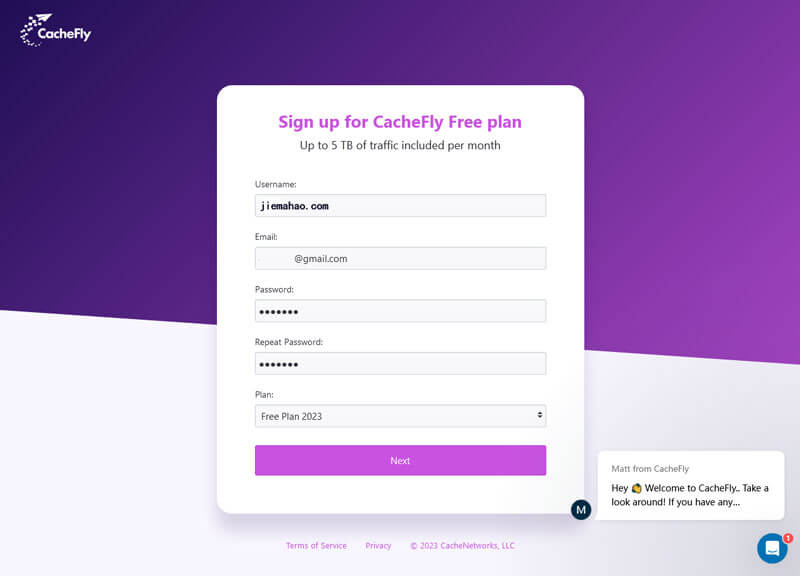 CacheFly
Sign up for CacheFly Free plan
Up to 5 TB of traffic included per month
Username:
jiemahao.com
Email:
@gmail.com
Password:
•••••••
Repeat Password:
•••••••
Plan:
Free Plan 2023
Next
Matt from CacheFly
Hey 👋 Welcome to CacheFly.. Take a
look around! If you have any...
M
1
Terms of Service Privacy © 2023 CacheNetworks, LLC